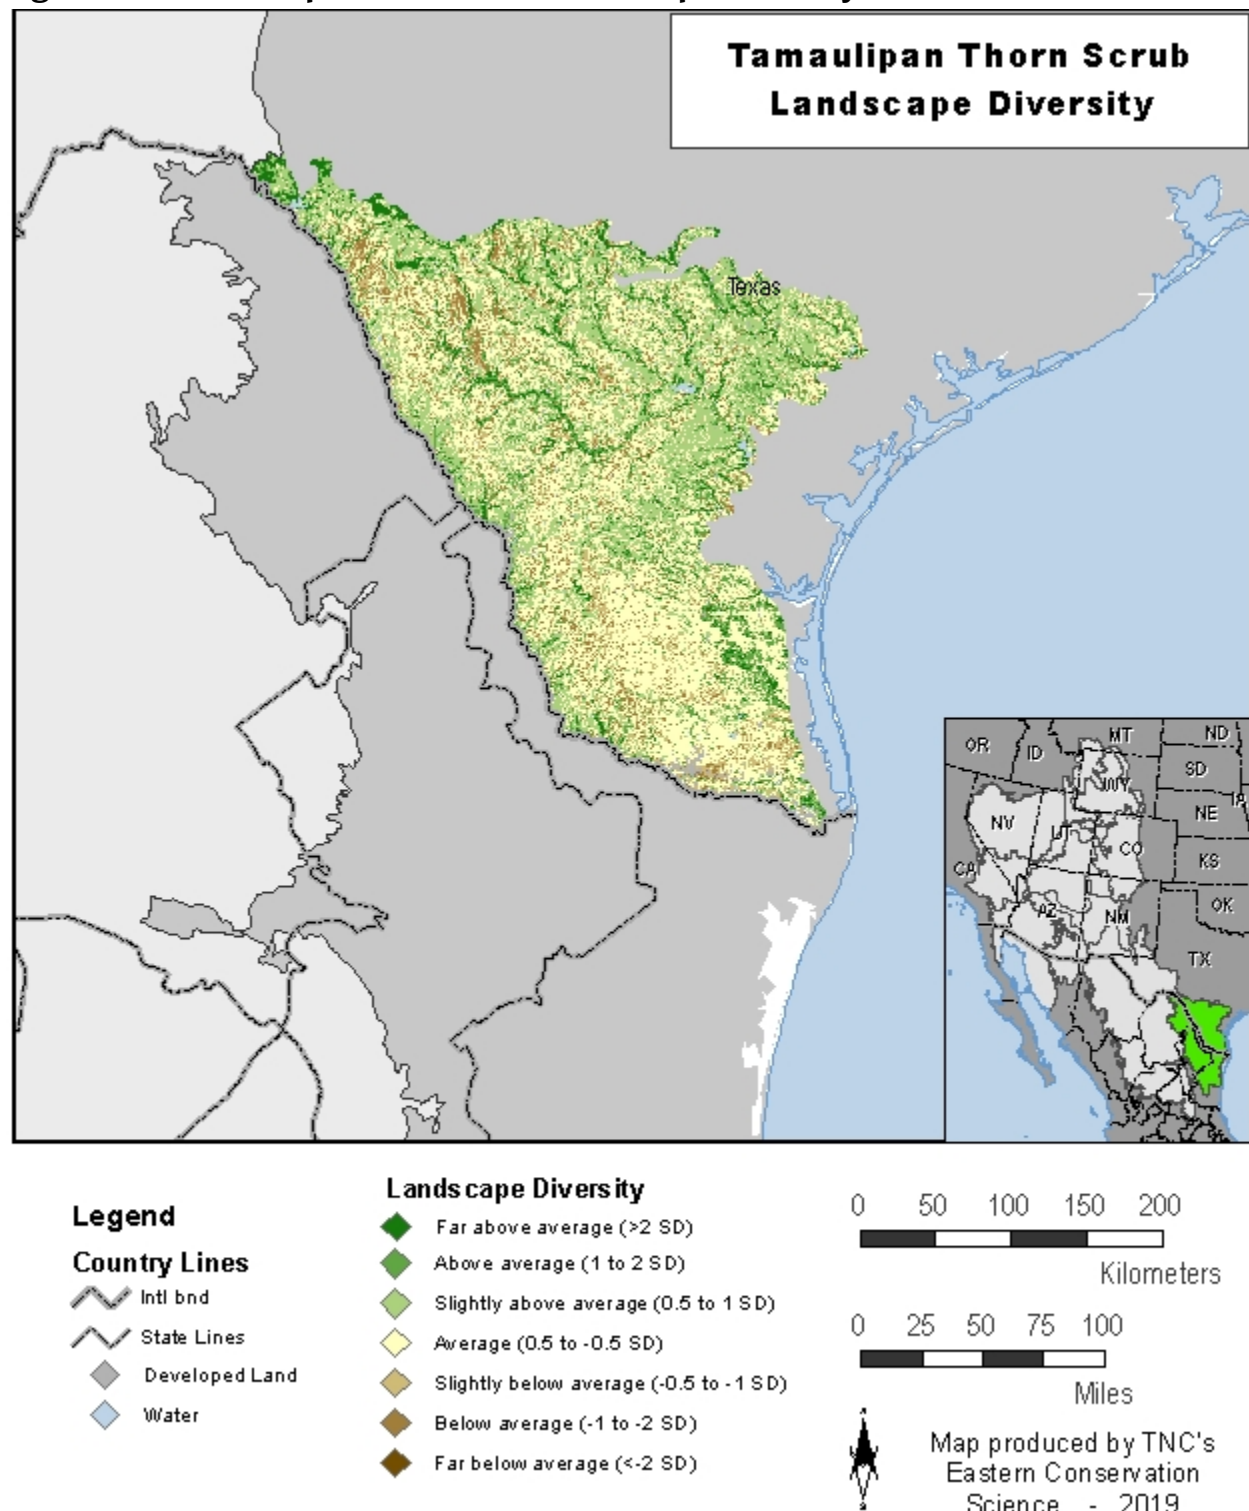 Tamaulipan Thorn Scrub
Landscape Diversity
Texas
OR
ID
MT
ND
SD
WY
IA
NE
NV
UT
CO
KS
CA
OK
AZ
NM
TX
Legend
Country Lines
Intl bnd
State Lines
Developed Land
Water
Landscape Diversity
Far above average (>2 SD)
Above average (1 to 2 SD)
Slightly above average (0.5 to 1 SD)
Average (0.5 to -0.5 SD)
Slightly below average (-0.5 to -1 SD)
Below average (-1 to -2 SD)
Far below average (<-2 SD)
0 50 100 150 200
Kilometers
0 25 50 75 100
Miles
Map produced by TNC's
Eastern Conservation
Science - 2019